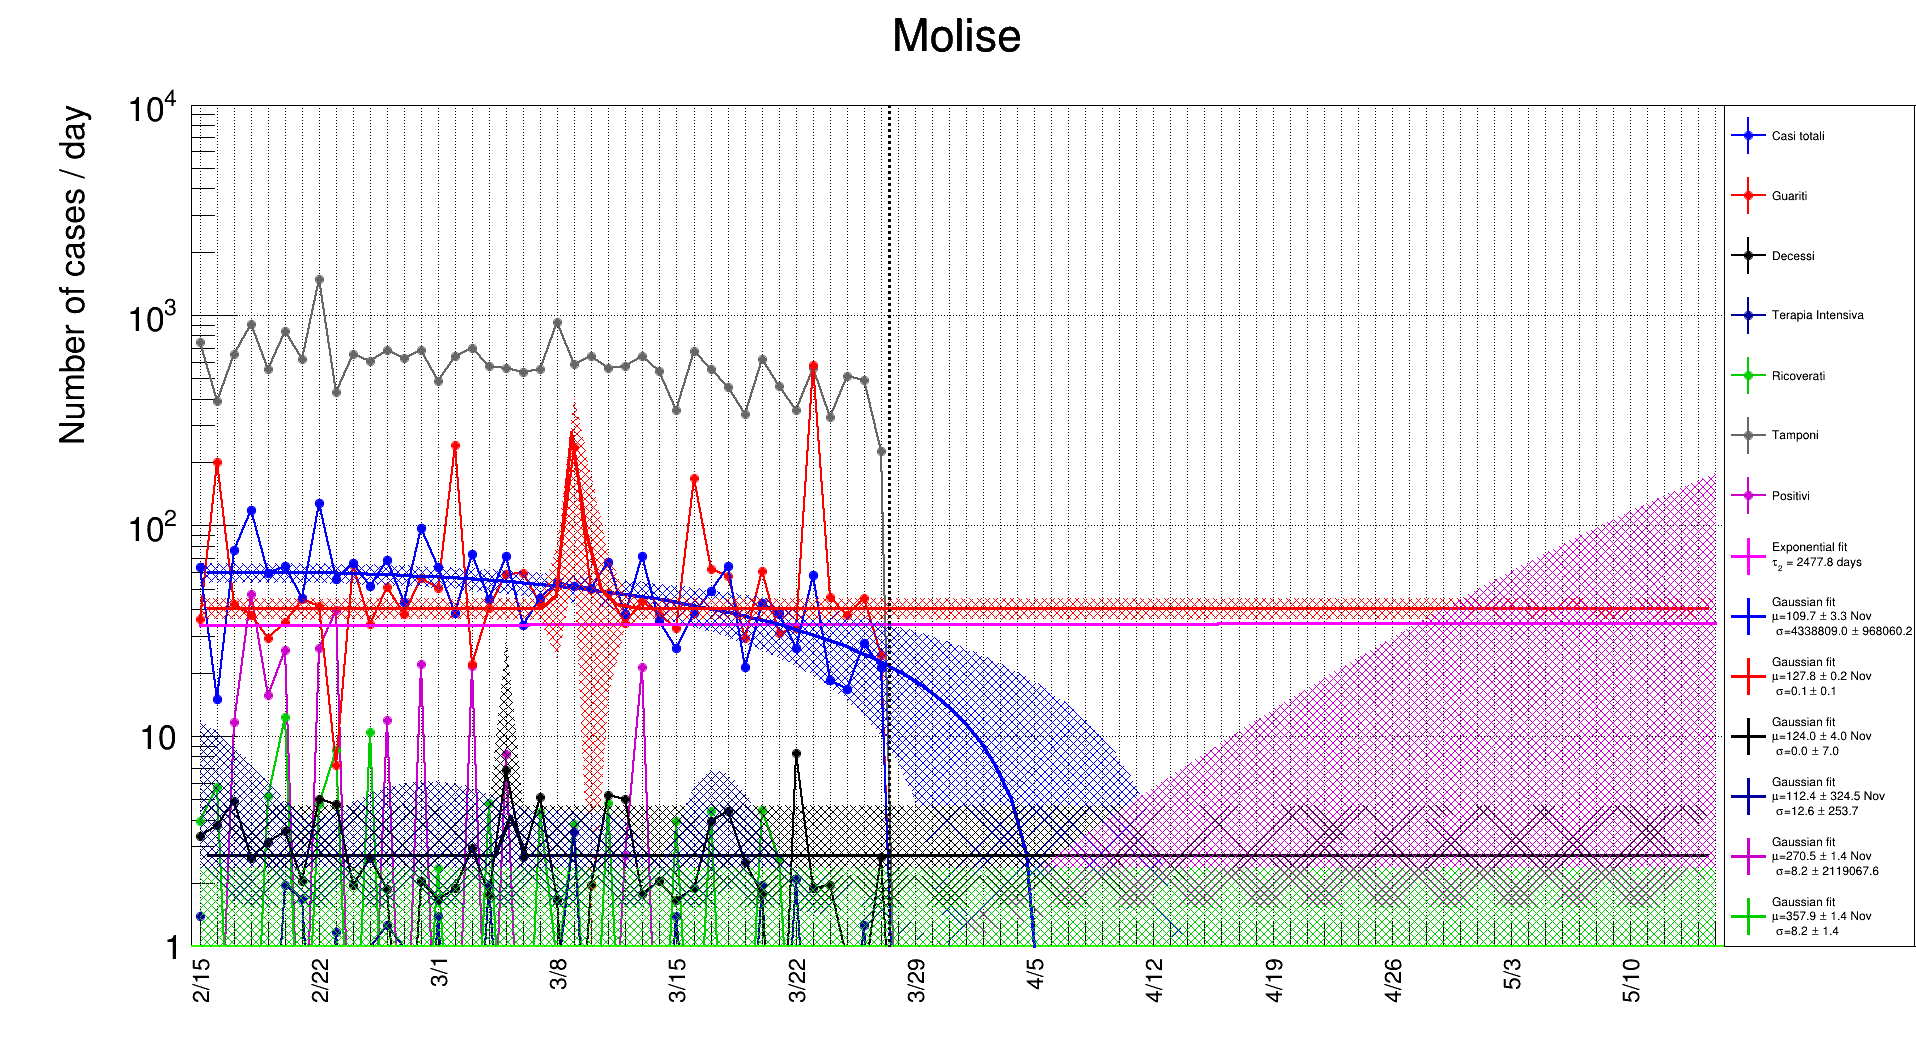 Molise
Number of cases / day
10^4
10^3
10^2
10
1
2/15
2/22
3/1
3/8
3/15
3/22
3/29
4/5
4/12
4/19
4/26
5/3
5/10
Casi totali
Guariti
Decessi
Terapia Intensiva
Ricoverati
Tamponi
Positivi
Exponential fit
τ₂ = 2477.8 days
Gaussian fit
μ=109.7 ± 3.3 Nov
σ=4338809.0 ± 968060.2
Gaussian fit
μ=127.8 ± 0.2 Nov
σ=0.1 ± 0.1
Gaussian fit
μ=124.0 ± 4.0 Nov
σ=0.0 ± 7.0
Gaussian fit
μ=112.4 ± 324.5 Nov
σ=12.6 ± 253.7
Gaussian fit
μ=270.5 ± 1.4 Nov
σ=8.2 ± 2119067.6
Gaussian fit
μ=357.9 ± 1.4 Nov
σ=8.2 ± 1.4